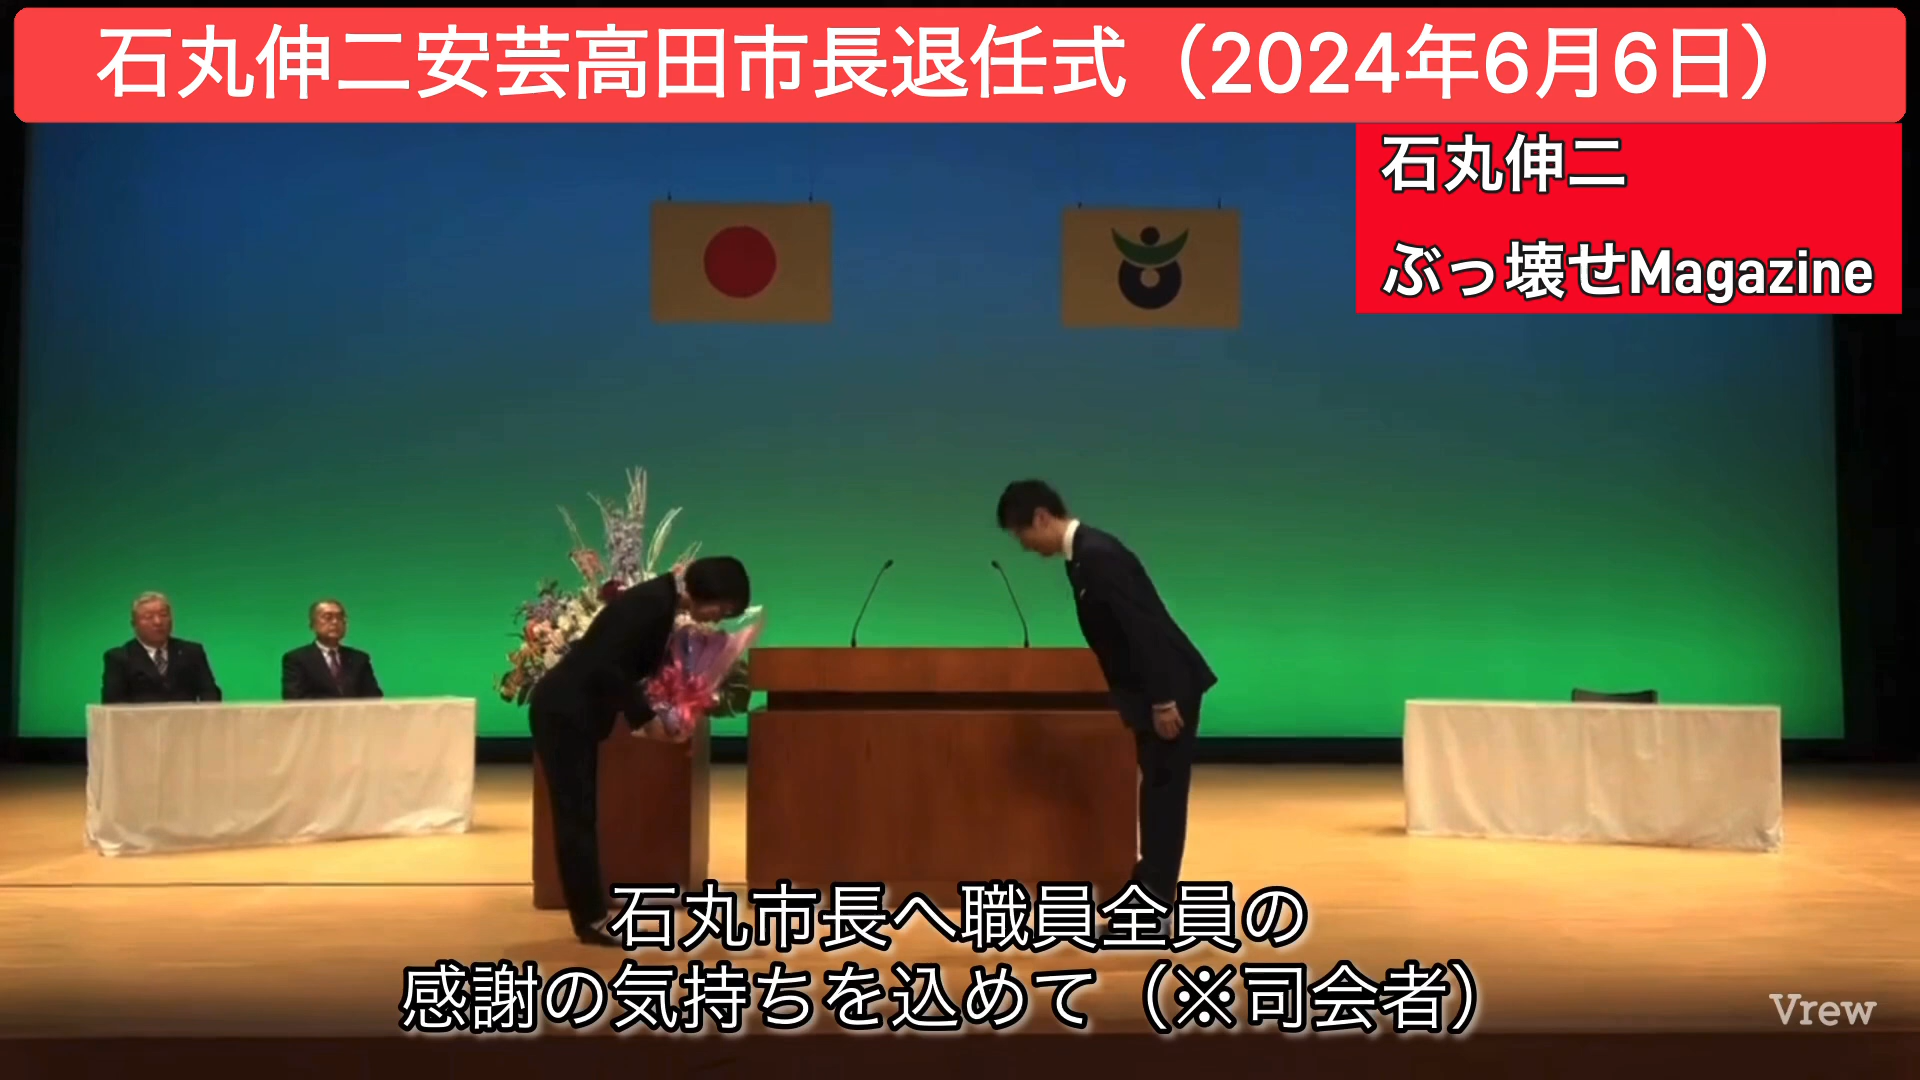 石丸伸二安芸高田市長退任式（2024年6月6日）
石丸伸二
ぶっ壊せMagazine
石丸市長へ職員全員の
感謝の気持ちを込めて（※司会者）
Vrew